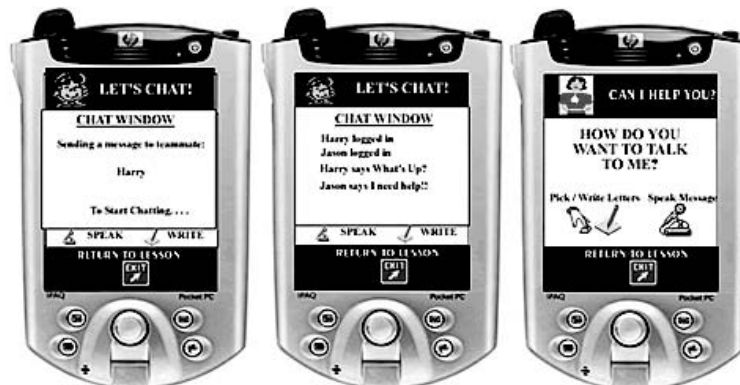 hp
LET'S CHAT!
CHAT WINDOW
Sending a message to teammate:
Harry
To Start Chatting. . . .
SPEAK WRITE
RETURN TO LESSON
EXIT
iPAQ Pocket PC
hp
LET'S CHAT!
CHAT WINDOW
Harry logged in
Jason logged in
Harry says What's Up?
Jason says I need help!!
SPEAK WRITE
RETURN TO LESSON
EXIT
iPAQ Pocket PC
hp
CAN I HELP YOU?
HOW DO YOU
WANT TO TALK
TO ME?
Pick / Write Letters Speak Message
RETURN TO LESSON
EXIT
iPAQ Pocket PC